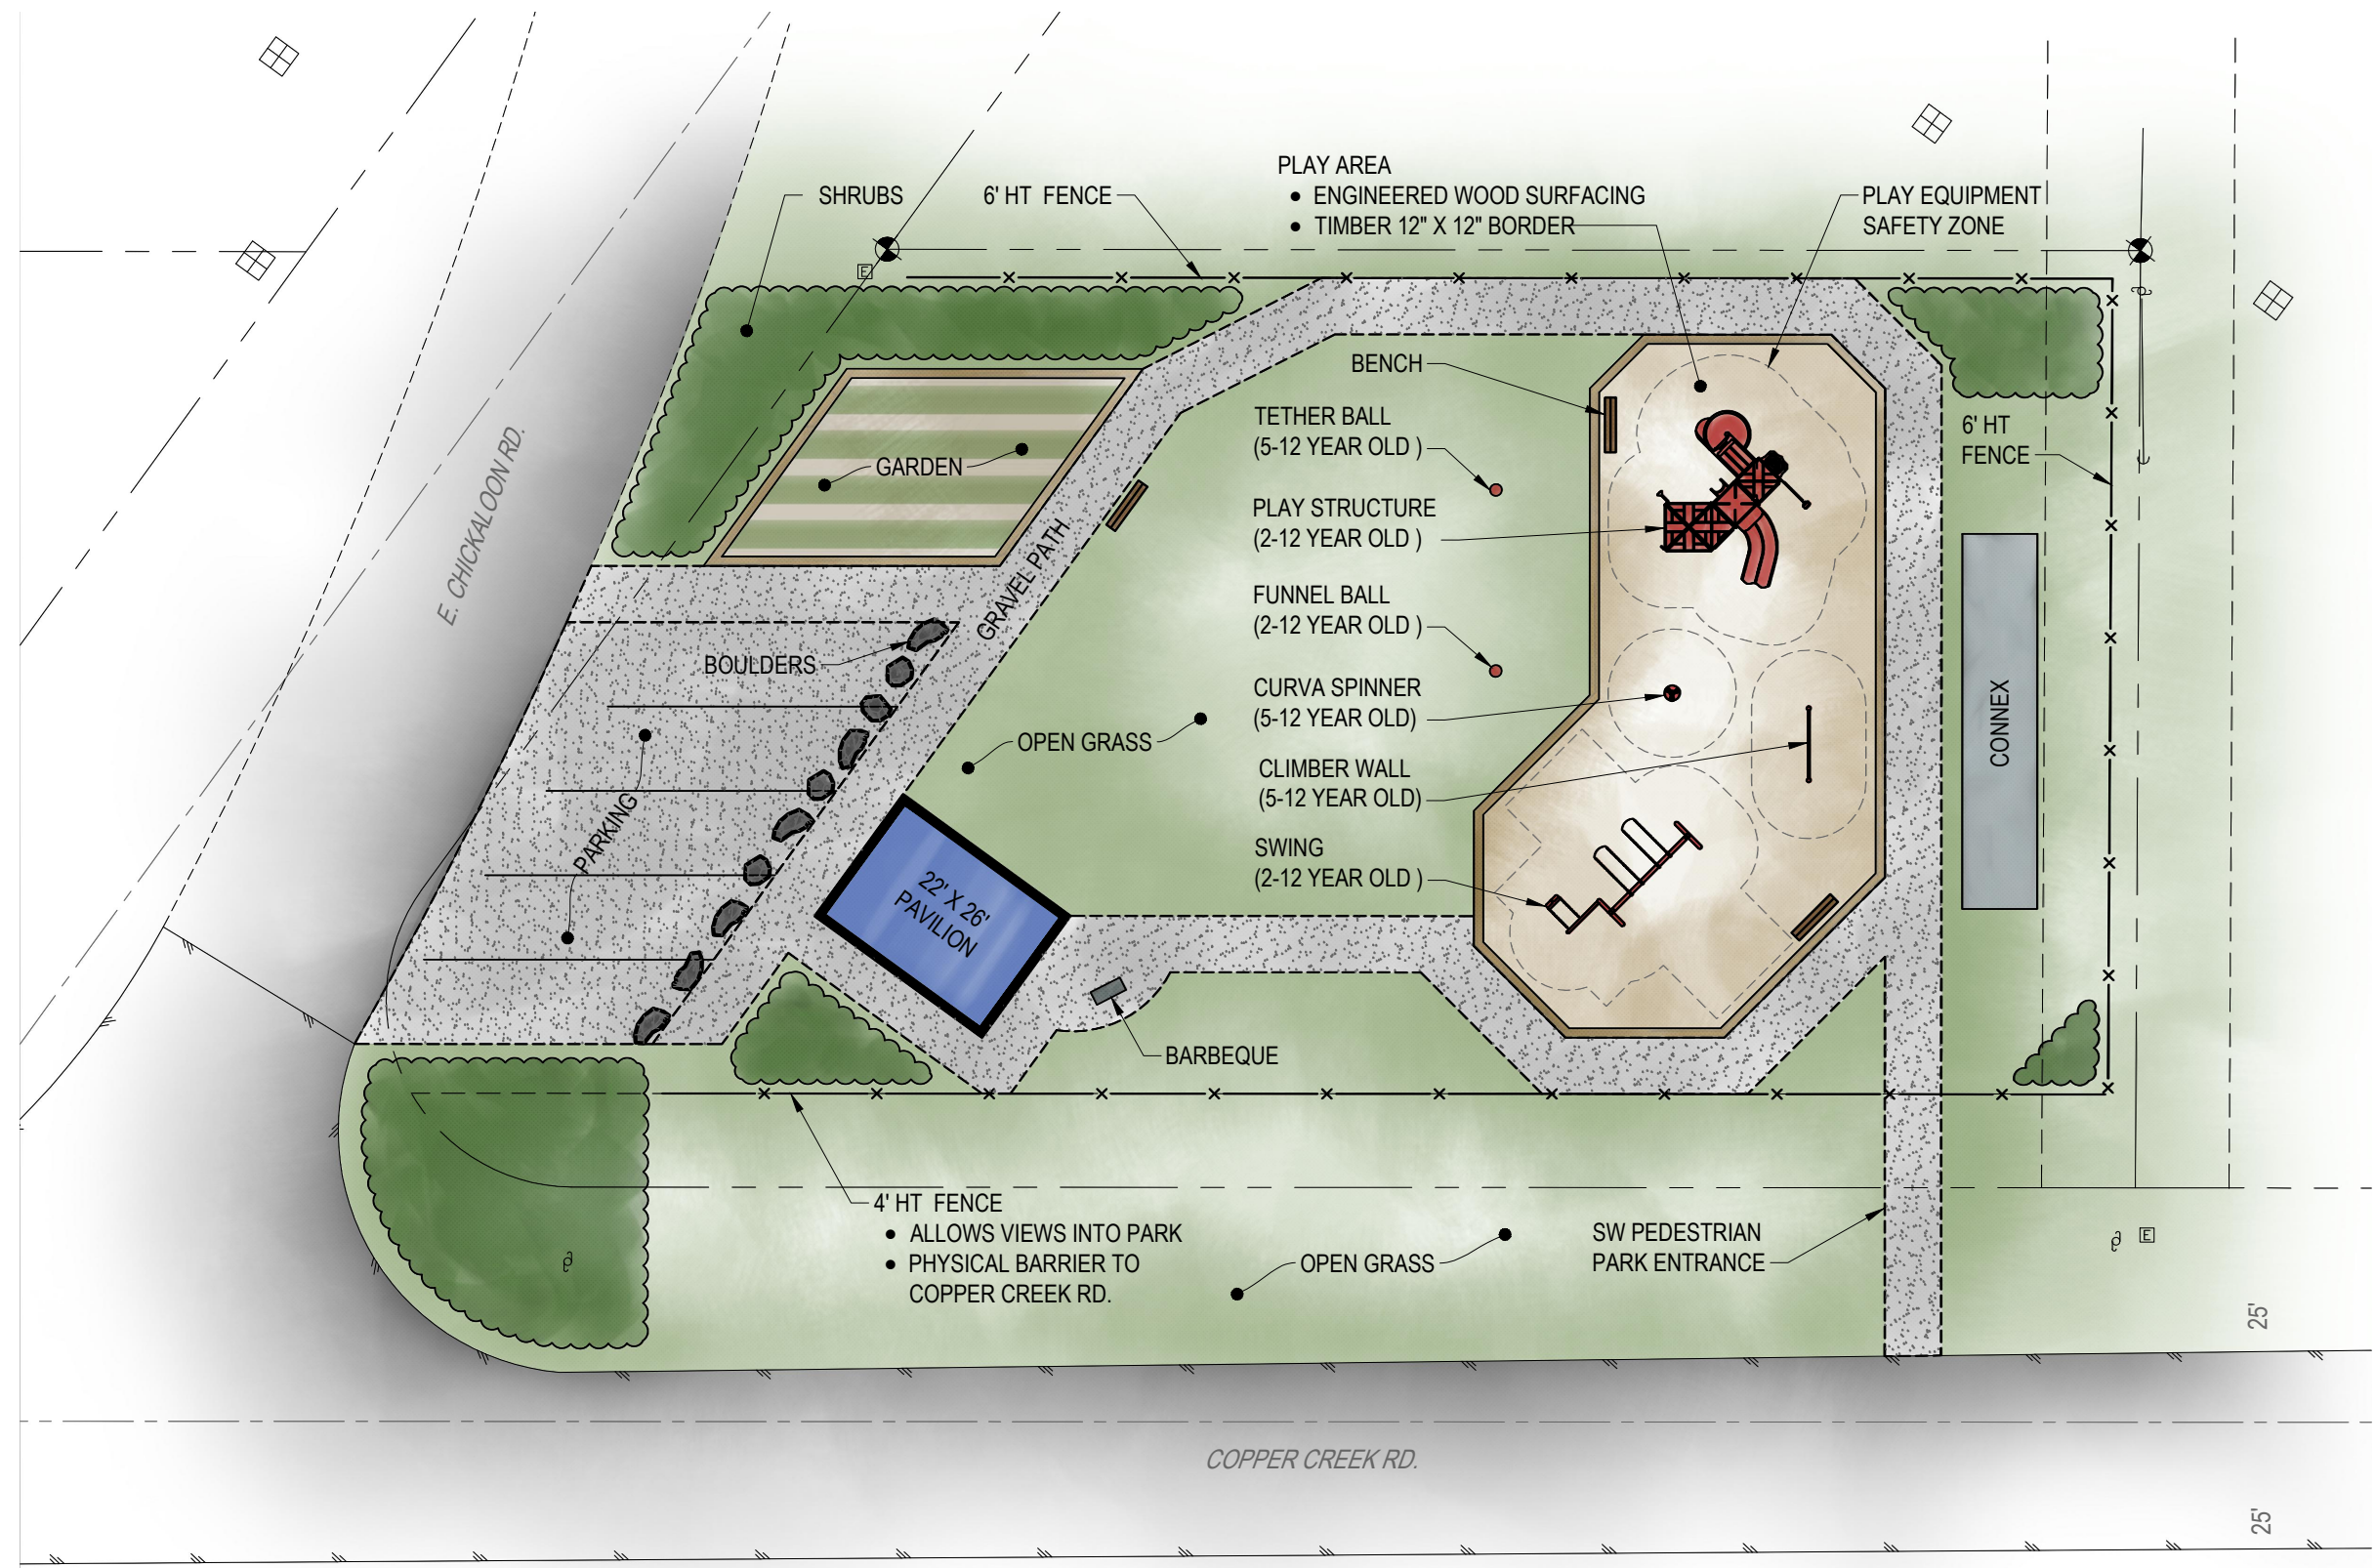 PLAY AREA
• ENGINEERED WOOD SURFACING
• TIMBER 12" X 12" BORDER
SHRUBS
6' HT FENCE
PLAY EQUIPMENT
SAFETY ZONE
E
BENCH
TETHER BALL
(5-12 YEAR OLD )
6' HT
FENCE
GARDEN
E. CHICKALOON RD.
PLAY STRUCTURE
(2-12 YEAR OLD )
GRAVEL PATH
FUNNEL BALL
(2-12 YEAR OLD )
BOULDERS
CURVA SPINNER
(5-12 YEAR OLD)
CONNEX
OPEN GRASS
CLIMBER WALL
(5-12 YEAR OLD)
PARKING
SWING
(2-12 YEAR OLD )
22' X 26'
PAVILION
BARBEQUE
4' HT FENCE
• ALLOWS VIEWS INTO PARK
• PHYSICAL BARRIER TO
COPPER CREEK RD.
OPEN GRASS
SW PEDESTRIAN
PARK ENTRANCE
E
25'
COPPER CREEK RD.
25'